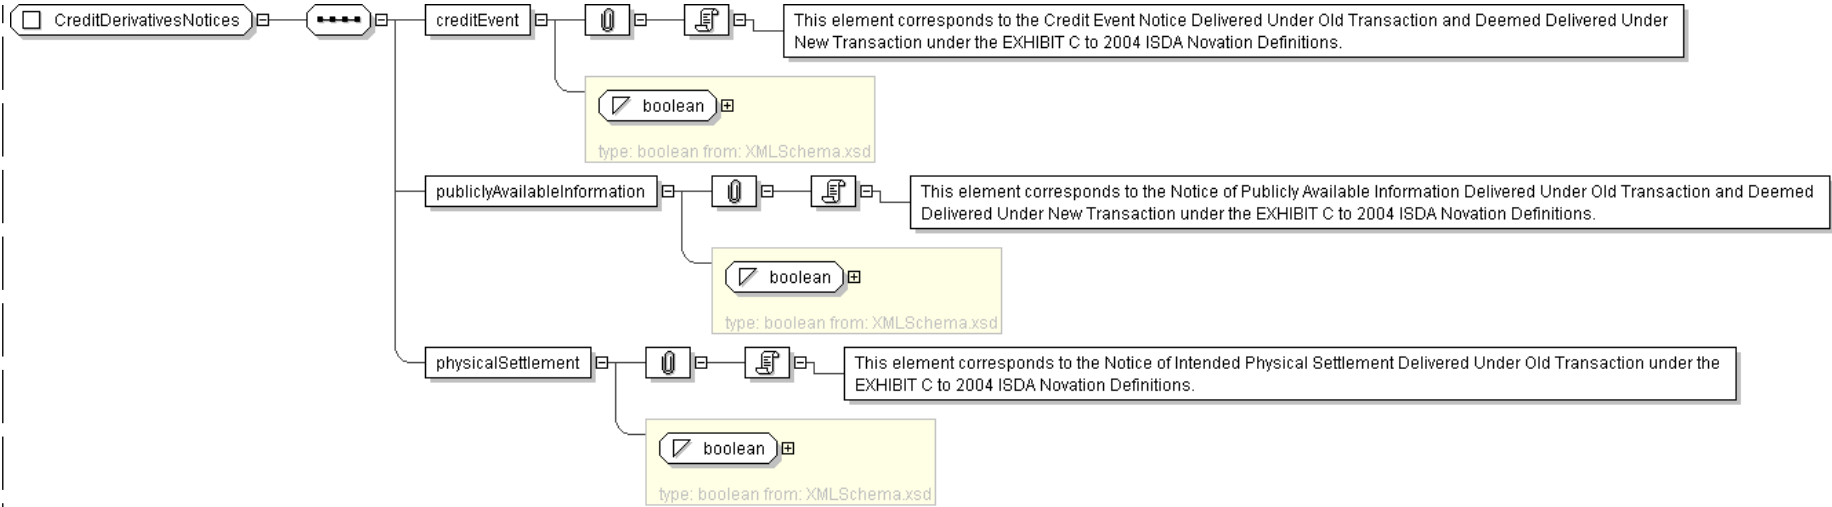 CreditDerivativesNotices
creditEvent
This element corresponds to the Credit Event Notice Delivered Under Old Transaction and Deemed Delivered Under
New Transaction under the EXHIBIT C to 2004 ISDA Novation Definitions.
boolean
type: boolean from: XMLSchema.xsd
publiclyAvailableInformation
This element corresponds to the Notice of Publicly Available Information Delivered Under Old Transaction and Deemed
Delivered Under New Transaction under the EXHIBIT C to 2004 ISDA Novation Definitions.
boolean
type: boolean from: XMLSchema.xsd
physicalSettlement
This element corresponds to the Notice of Intended Physical Settlement Delivered Under Old Transaction under the
EXHIBIT C to 2004 ISDA Novation Definitions.
boolean
type: boolean from: XMLSchema.xsd